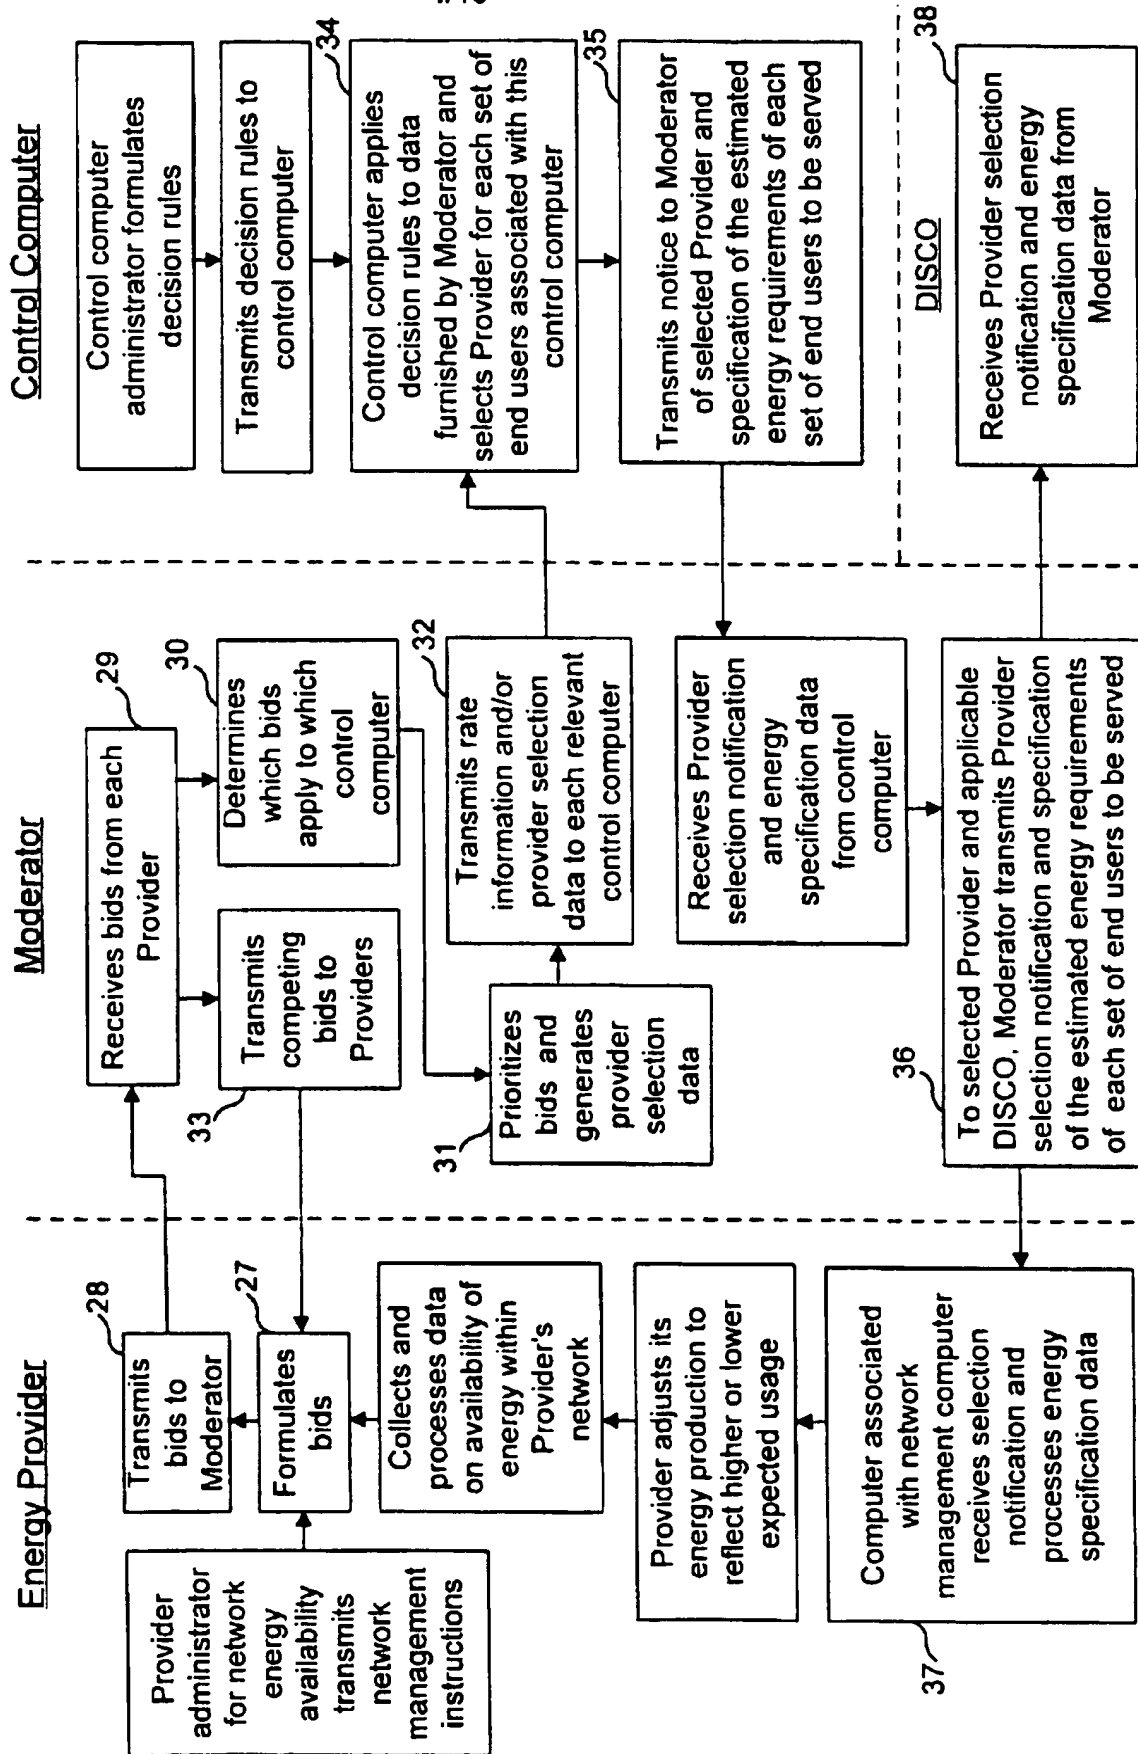 Energy Provider
Provider
administrator
for network
energy
availability
transmits
network
management
instructions
28
Transmits
bids to
Moderator
27
Formulates
bids
Collects and
processes data
on availability of
energy within
Provider's
network
Provider adjusts its
energy production to
reflect higher or lower
expected usage
Computer associated
with network
management computer
receives selection
notification and
processes energy
specification data
37
Moderator
29
Receives bids from each
Provider
33
Transmits
competing
bids to
Providers
30
Determines
which bids
apply to which
control
computer
31
Prioritizes
bids and
generates
provider
selection
data
32
Transmits rate
information and/or
provider selection
data to each relevant
control computer
Receives Provider
selection notification
and energy
specification data
from control
computer
36
To selected Provider and applicable
DISCO, Moderator transmits Provider
selection notification and specification
of the estimated energy requirements
of each set of end users to be served
Control Computer
Control computer
administrator formulates
decision rules
Transmits decision rules to
control computer
34
Control computer applies
decision rules to data
furnished by Moderator and
selects Provider for each set of
end users associated with this
control computer
35
Transmits notice to Moderator
of selected Provider and
specification of the estimated
energy requirements of each
set of end users to be served
DISCO
38
Receives Provider selection
notification and energy
specification data from
Moderator